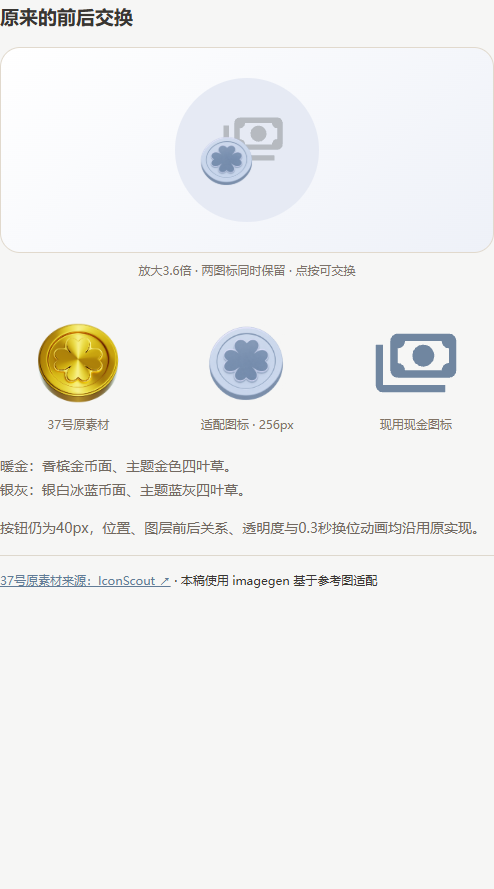 原来的前后交换
放大3.6倍 · 两图标同时保留 · 点按可交换
37号原素材
适配图标 · 256px
现用现金图标
暖金：香槟金币面、主题金色四叶草。
银灰：银白冰蓝币面、主题蓝灰四叶草。
按钮仍为40px，位置、图层前后关系、透明度与0.3秒换位动画均沿用原实现。
37号原素材来源：IconScout ↗ · 本稿使用 imagegen 基于参考图适配